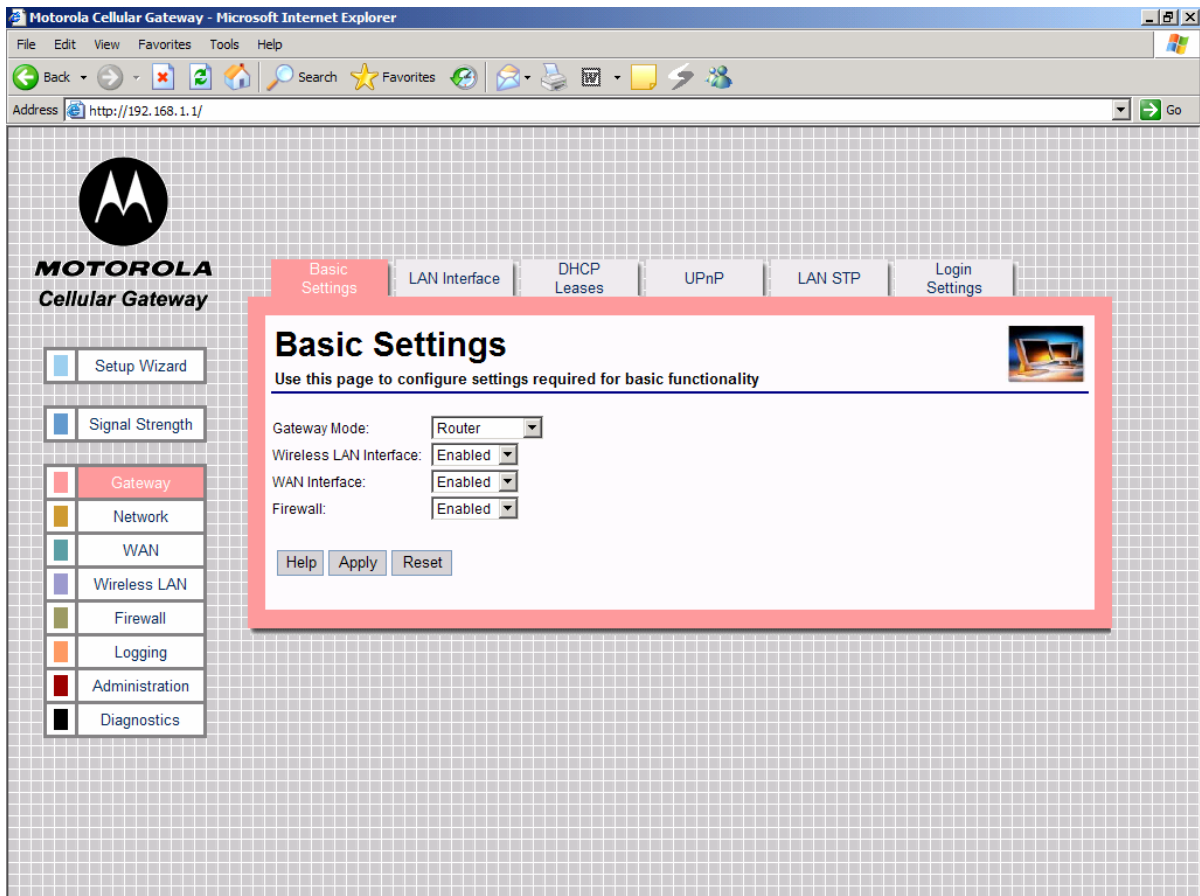 Motorola Cellular Gateway - Microsoft Internet Explorer
File Edit View Favorites Tools Help
Back Search Favorites
Address http://192.168.1.1/ Go
MOTOROLA
Cellular Gateway
Basic Settings
LAN Interface
DHCP Leases
UPnP
LAN STP
Login Settings
Setup Wizard
Signal Strength
Gateway
Network
WAN
Wireless LAN
Firewall
Logging
Administration
Diagnostics
Basic Settings
Use this page to configure settings required for basic functionality
Gateway Mode: Router
Wireless LAN Interface: Enabled
WAN Interface: Enabled
Firewall: Enabled
Help Apply Reset